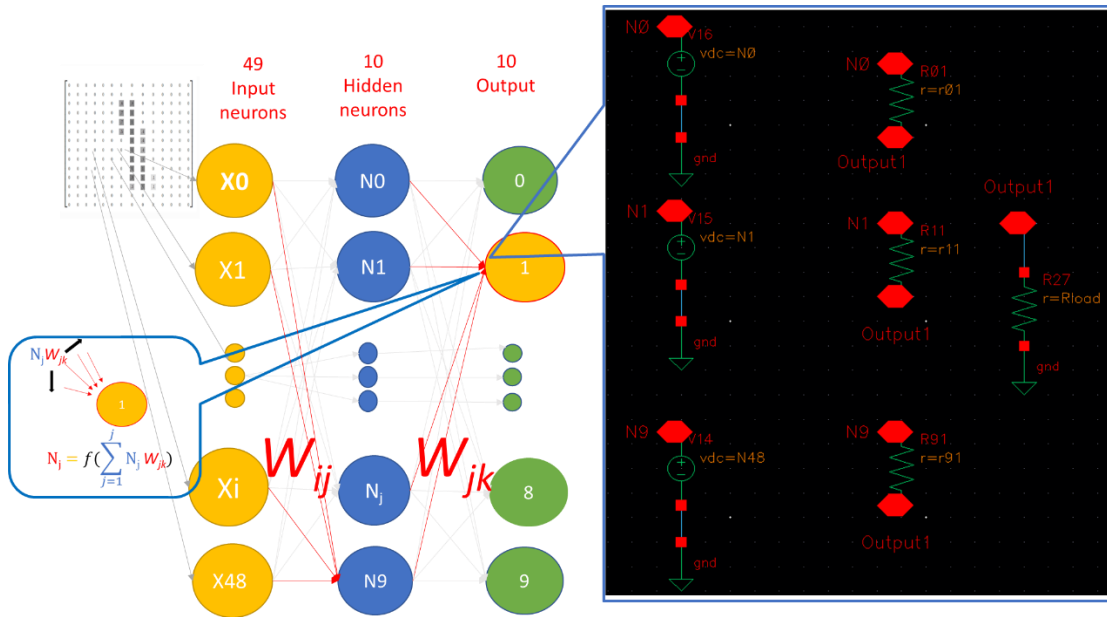 49
Input
neurons
10
Hidden
neurons
10
Output
X0
N0
0
X1
N1
1
Xi
Nj
8
X48
N9
9
Wij
Wjk
NjWjk
1
Nj = f(∑ Nj Wjk)
j
j=1
N0
V16
vdc=N0
gnd
N0
R01
r=r01
Output1
N1
V15
vdc=N1
gnd
N1
R11
r=r11
Output1
Output1
R27
r=Rload
gnd
N9
V14
vdc=N48
gnd
N9
R91
r=r91
Output1